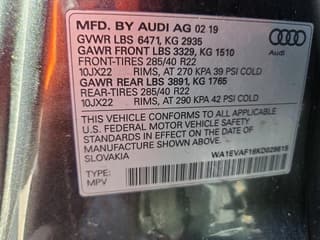 MFD. BY AUDI AG 02 19
GVWR LBS 6471, KG 2935
GAWR FRONT LBS 3329, KG 1510
FRONT-TIRES 285/40 R22
10JX22 RIMS, AT 270 KPA 39 PSI COLD
GAWR REAR LBS 3891, KG 1765
REAR-TIRES 285/40 R22
10JX22 RIMS, AT 290 KPA 42 PSI COLD
Audi
THIS VEHICLE CONFORMS TO ALL APPLICABLE
U.S. FEDERAL MOTOR VEHICLE SAFETY
STANDARDS IN EFFECT ON THE DATE OF
MANUFACTURE SHOWN ABOVE.
SLOVAKIA
TYPE:
MPV